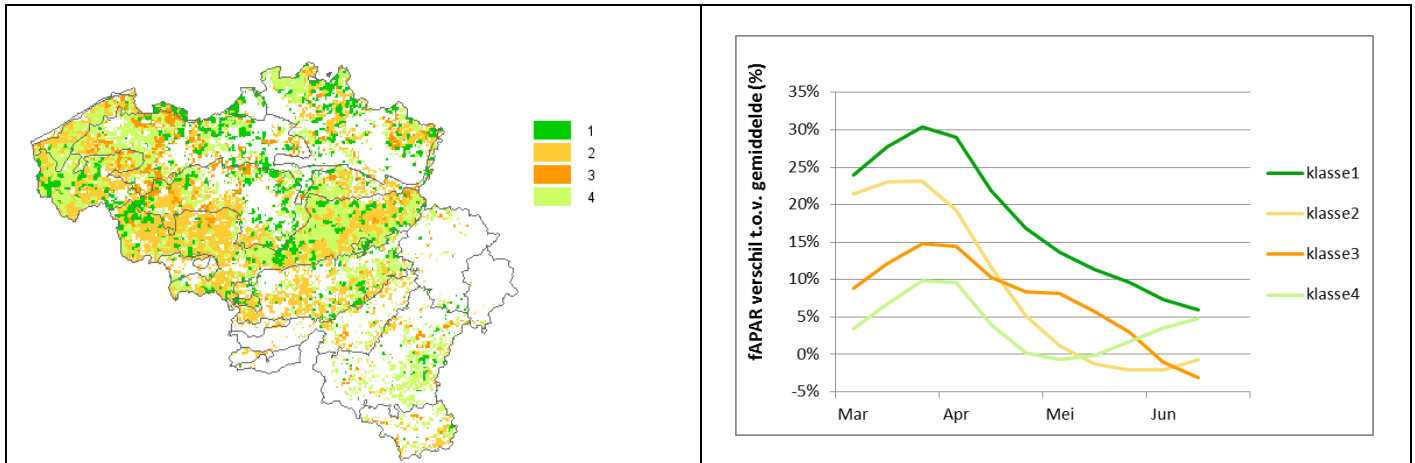 1
2
3
4
fAPAR verschil t.o.v. gemiddelde (%)
35%
30%
25%
20%
15%
10%
5%
0%
-5%
Mar Apr Mei Jun
klasse1
klasse2
klasse3
klasse4